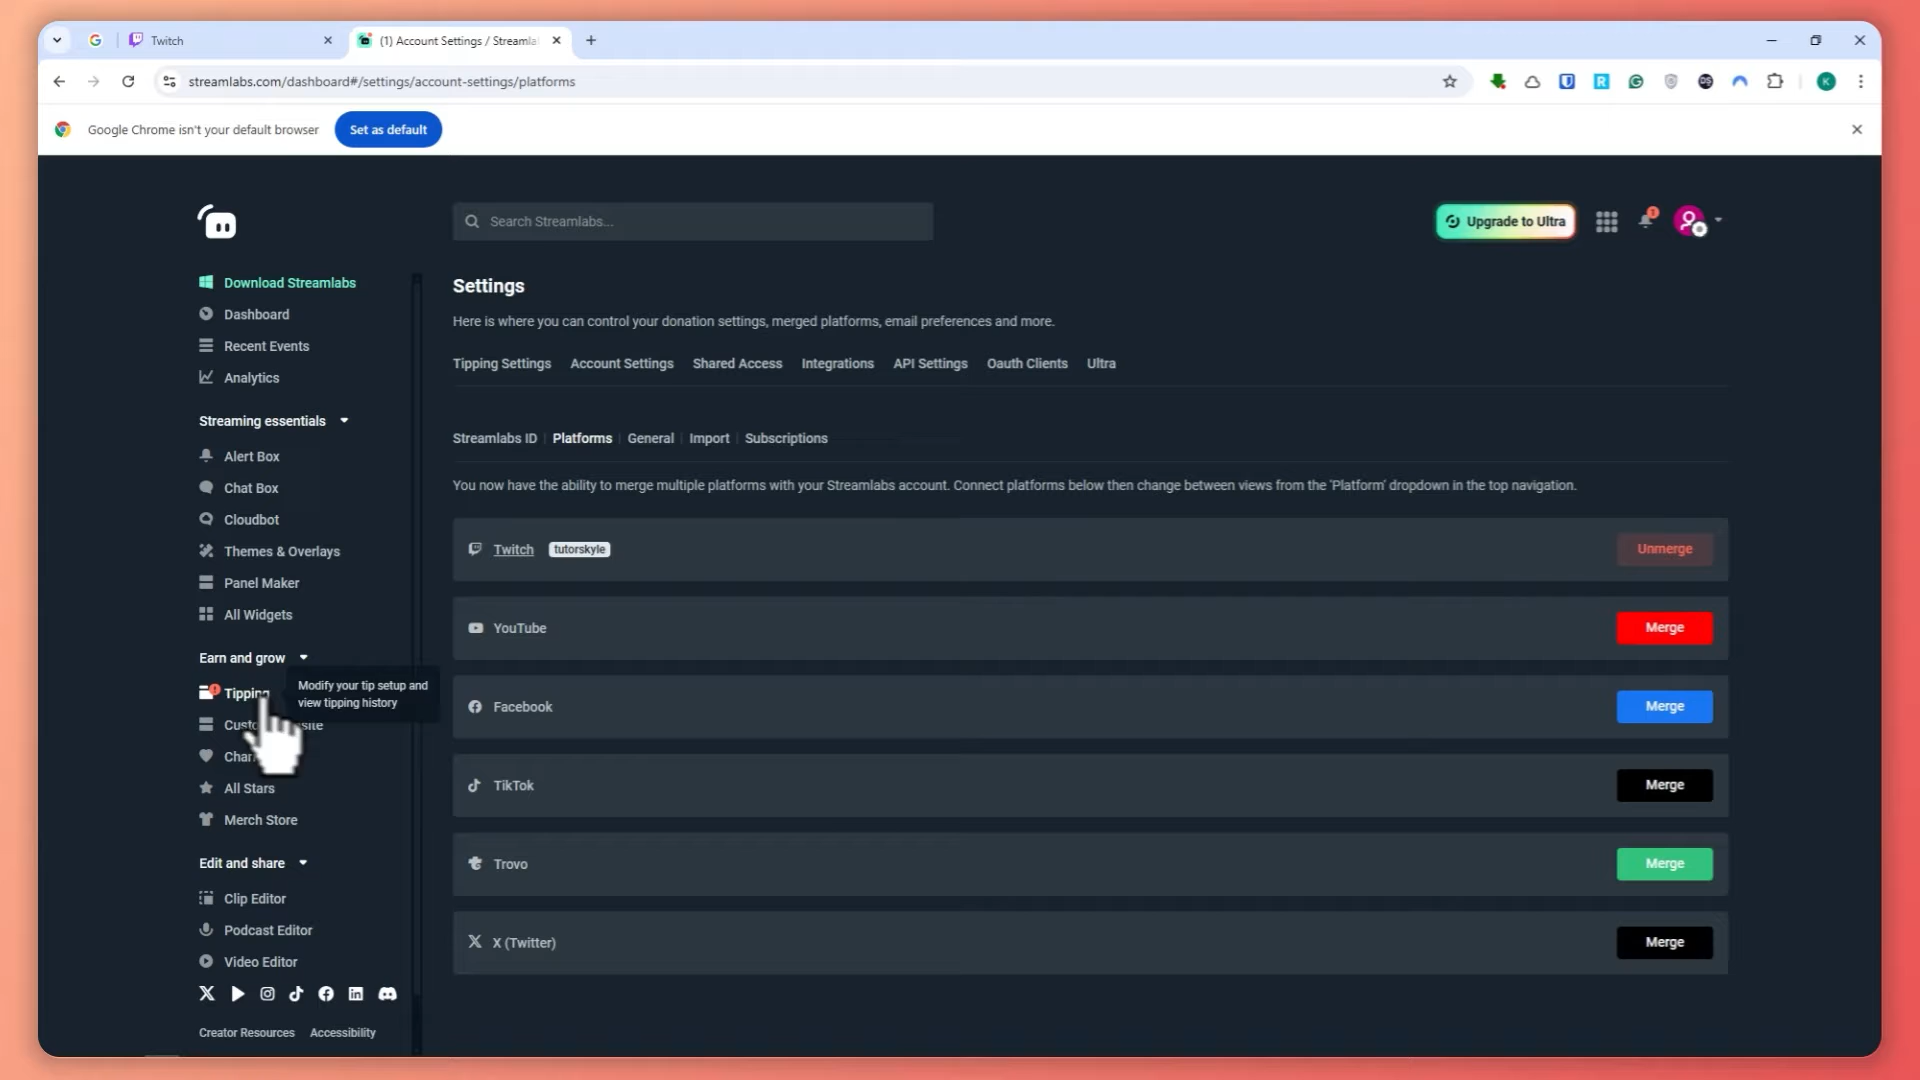 Twitch
(1) Account Settings / Streamla
streamlabs.com/dashboard#/settings/account-settings/platforms
K
Google Chrome isn't your default browser
Set as default
Search Streamlabs...
Upgrade to Ultra
1
Download Streamlabs
Dashboard
Recent Events
Analytics
Streaming essentials
Alert Box
Chat Box
Cloudbot
Themes & Overlays
Panel Maker
All Widgets
Earn and grow
Tipping
Modify your tip setup and
view tipping history
All Stars
Merch Store
Edit and share
Clip Editor
Podcast Editor
Video Editor
Creator Resources Accessibility
Settings
Here is where you can control your donation settings, merged platforms, email preferences and more.
Tipping Settings Account Settings Shared Access Integrations API Settings Oauth Clients Ultra
Streamlabs ID Platforms General Import Subscriptions
You now have the ability to merge multiple platforms with your Streamlabs account. Connect platforms below then change between views from the 'Platform' dropdown in the top navigation.
Twitch tutorskyle Unmerge
YouTube Merge
Facebook Merge
TikTok Merge
Trovo Merge
X (Twitter) Merge